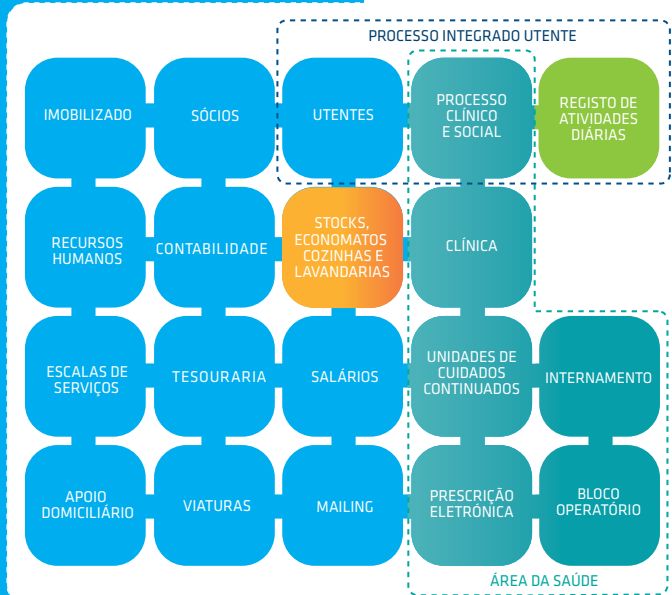 PROCESSO INTEGRADO UTENTE
IMOBILIZADO
SÓCIOS
UTENTES
PROCESSO
CLÍNICO
E SOCIAL
REGISTO DE
ATIVIDADES
DIÁRIAS
RECURSOS
HUMANOS
CONTABILIDADE
STOCKS,
ECONOMATOS
COZINHAS E
LAVANDARIAS
CLÍNICA
ESCALAS DE
SERVIÇOS
TESOURARIA
SALÁRIOS
UNIDADES DE
CUIDADOS
CONTINUADOS
INTERNAMENTO
APOIO
DOMICILIÁRIO
VIATURAS
MAILING
PRESCRIÇÃO
ELETRÓNICA
BLOCO
OPERATÓRIO
ÁREA DA SAÚDE